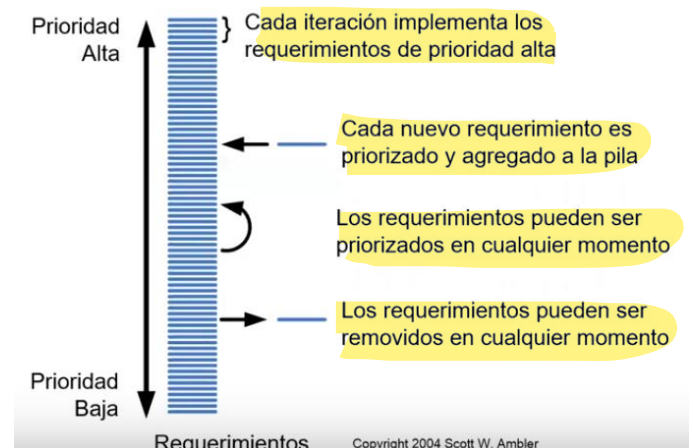 Prioridad
Alta
Cada iteración implementa los
requerimientos de prioridad alta
Cada nuevo requerimiento es
priorizado y agregado a la pila
Los requerimientos pueden ser
priorizados en cualquier momento
Los requerimientos pueden ser
removidos en cualquier momento
Prioridad
Baja
Requerimientos
Copyright 2004 Scott W. Ambler